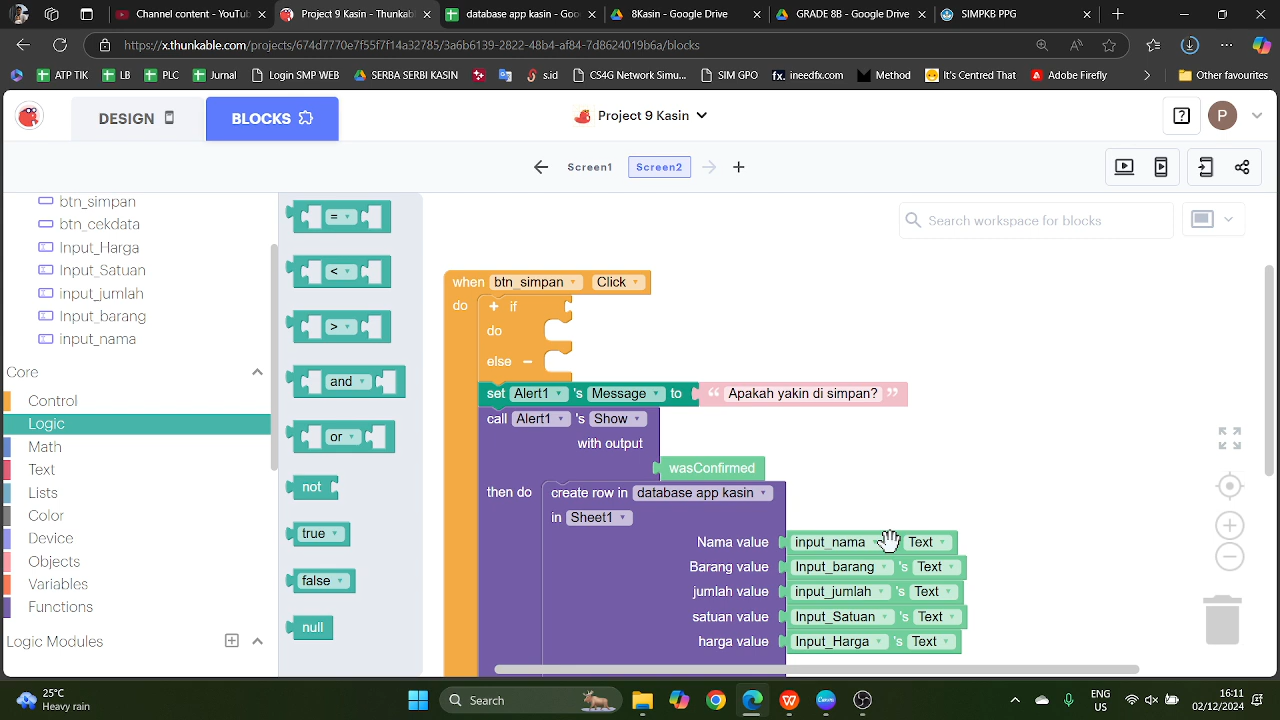 Channel content - YouTub
Project 9 Kasin - Thunkab
database app kasin - Goo
8Kasin - Google Drive
GRADE 8B - Google Drive
SIMPKB PPG
https://x.thunkable.com/projects/674d7770e7f55f7f14a32785/3a6b6139-2822-48b4-af84-7d8624019b6a/blocks
AP TIK
LB
PLC
Jurnal
Login SMP WEB
SERBA SERBI KASIN
sid
CS4G Network Simu...
SIM GPO
ineedfx.com
Method
It's Centred That
Adobe Firefly
Other favourites
DESIGN
BLOCKS
Project 9 Kasin
P
Screen1
Screen2
btn_simpan
btn_cekdata
Input_Harga
Input_Satuan
input_jumlah
Input_barang
input_nama
Core
Control
Logic
Math
Text
Lists
Color
Device
Objects
Variables
Functions
Logic Modules
=
<
>
and
or
not
true
false
null
Search workspace for blocks
when btn_simpan Click
do + if
do
else −
set Alert1 's Message to “ Apakah yakin di simpan? ”
call Alert1 's Show
with output
wasConfirmed
then do create row in database app kasin
in Sheet1
Nama value input_nama Text
Barang value Input_barang 's Text
jumlah value input_jumlah 's Text
satuan value Input_Satuan 's Text
harga value Input_Harga 's Text
25°C
Heavy rain
Search
ENG
US
16:11
02/12/2024